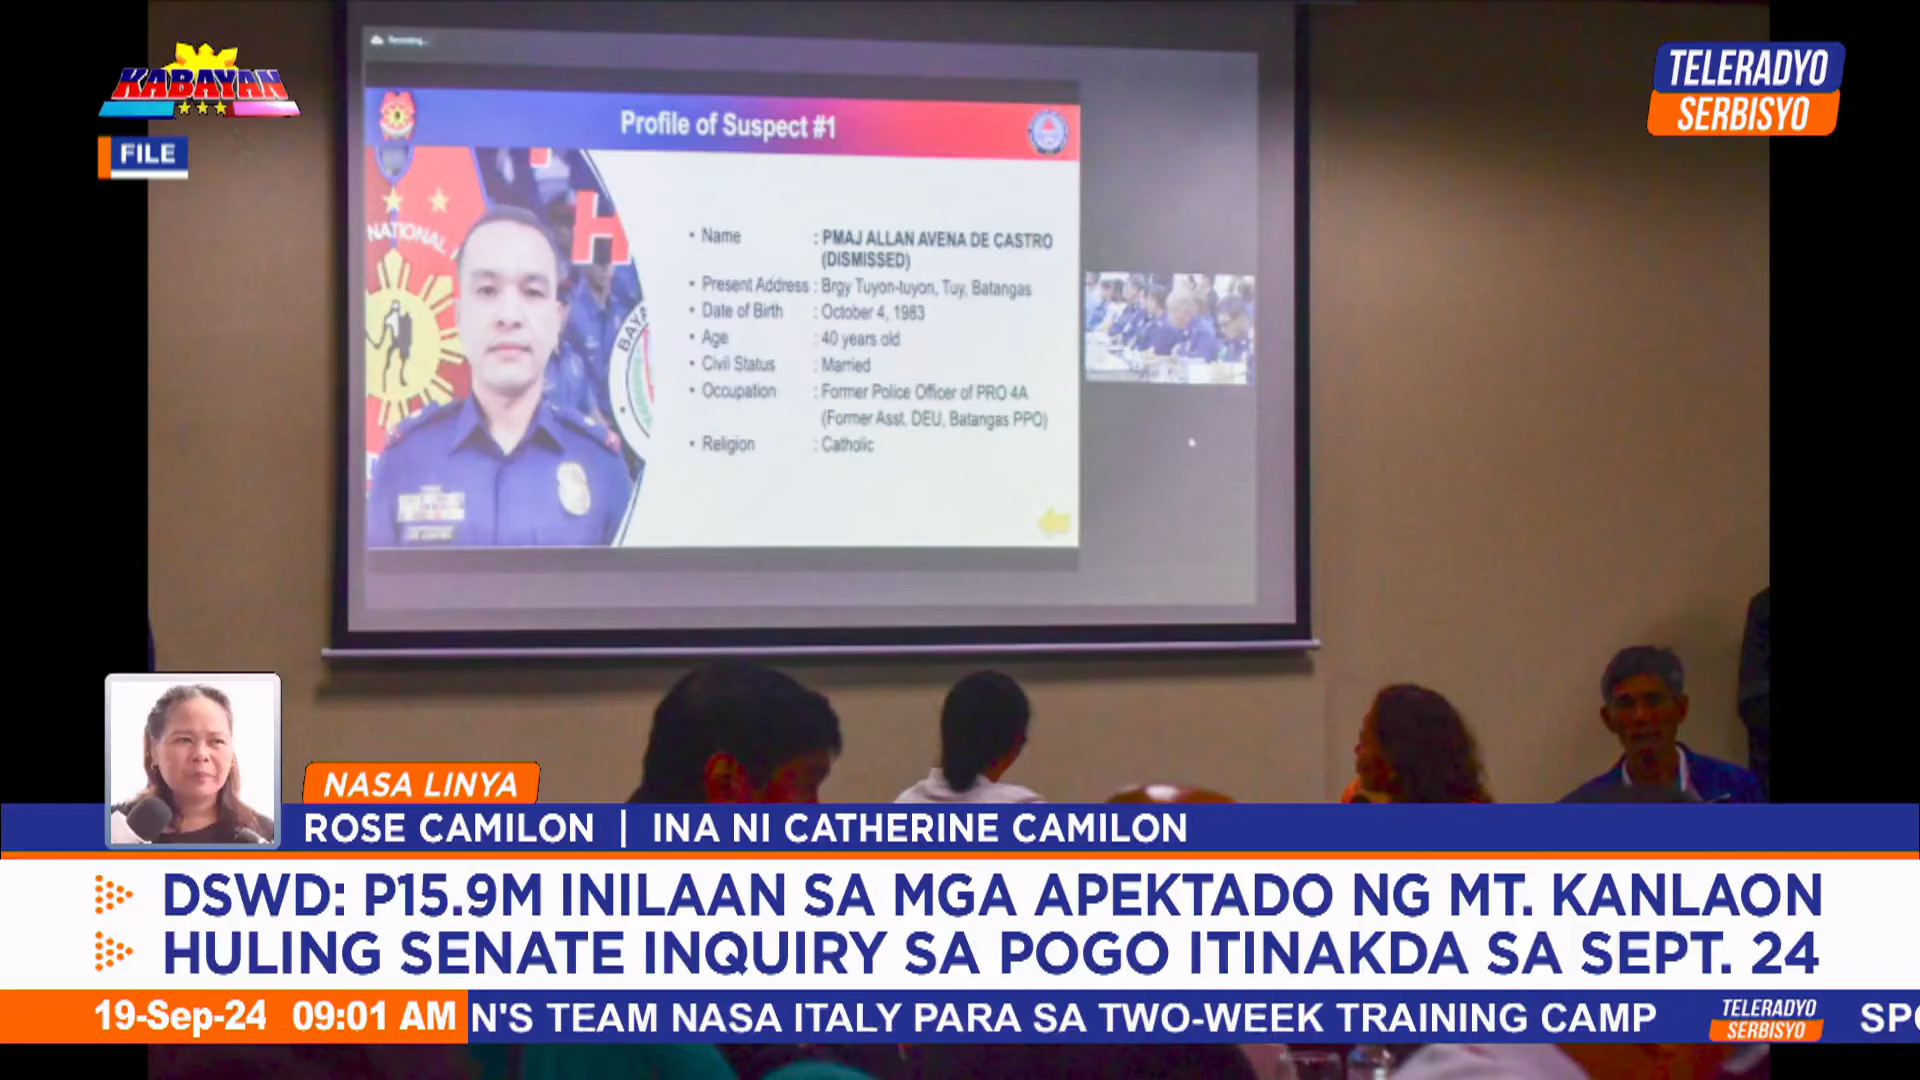 Recording...
KABAYAN
FILE
TELERADYO
SERBISYO
Profile of Suspect #1
NATIONAL
H
BAYA
• Name : PMAJ ALLAN AVENA DE CASTRO
(DISMISSED)
• Present Address : Brgy Tuyon-tuyon, Tuy, Batangas
• Date of Birth : October 4, 1983
• Age : 40 years old
• Civil Status : Married
• Occupation : Former Police Officer of PRO 4A
(Former Asst. DEU, Batangas PPO)
• Religion : Catholic
NASA LINYA
ROSE CAMILON | INA NI CATHERINE CAMILON
DSWD: P15.9M INILAAN SA MGA APEKTADO NG MT. KANLAON
HULING SENATE INQUIRY SA POGO ITINAKDA SA SEPT. 24
19-Sep-24 09:01 AM N'S TEAM NASA ITALY PARA SA TWO-WEEK TRAINING CAMP TELERADYO SERBISYO SPO